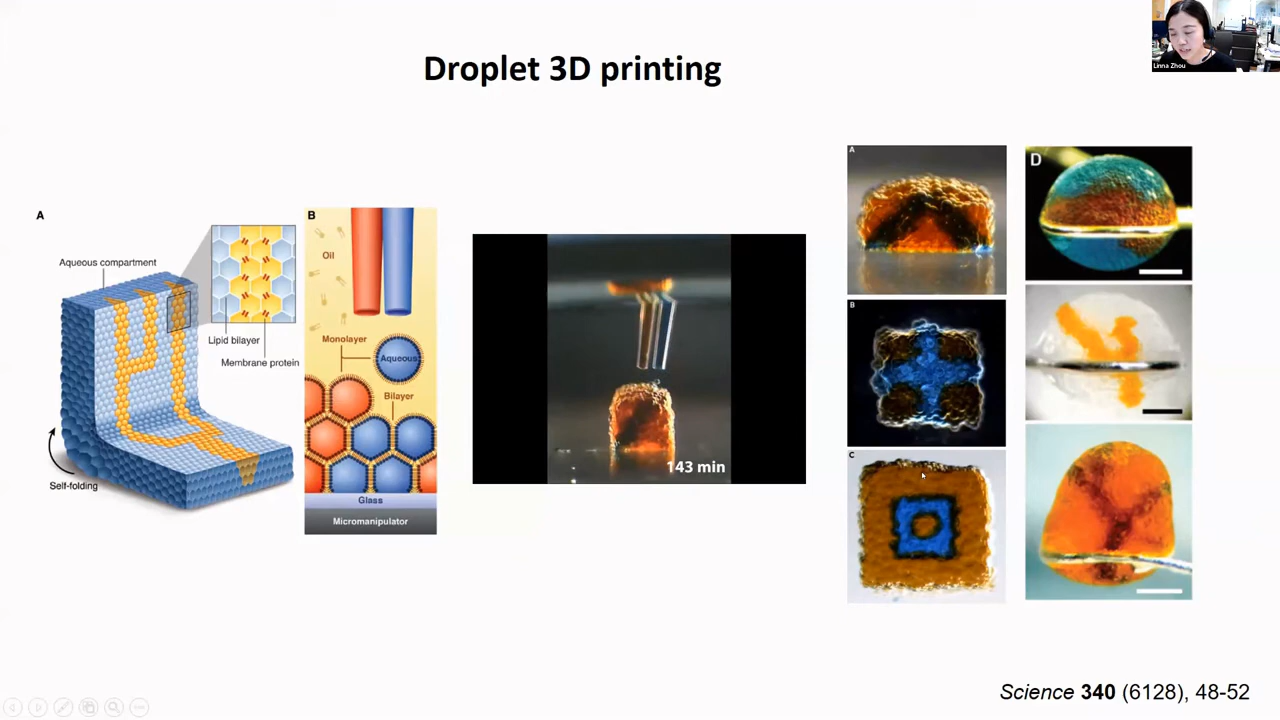 Droplet 3D printing
Linna Zhou
A
Aqueous compartment
Lipid bilayer
Membrane protein
Self-folding
B
Oil
Monolayer
Aqueous
Bilayer
Glass
Micromanipulator
143 min
A
B
C
D
Science 340 (6128), 48-52